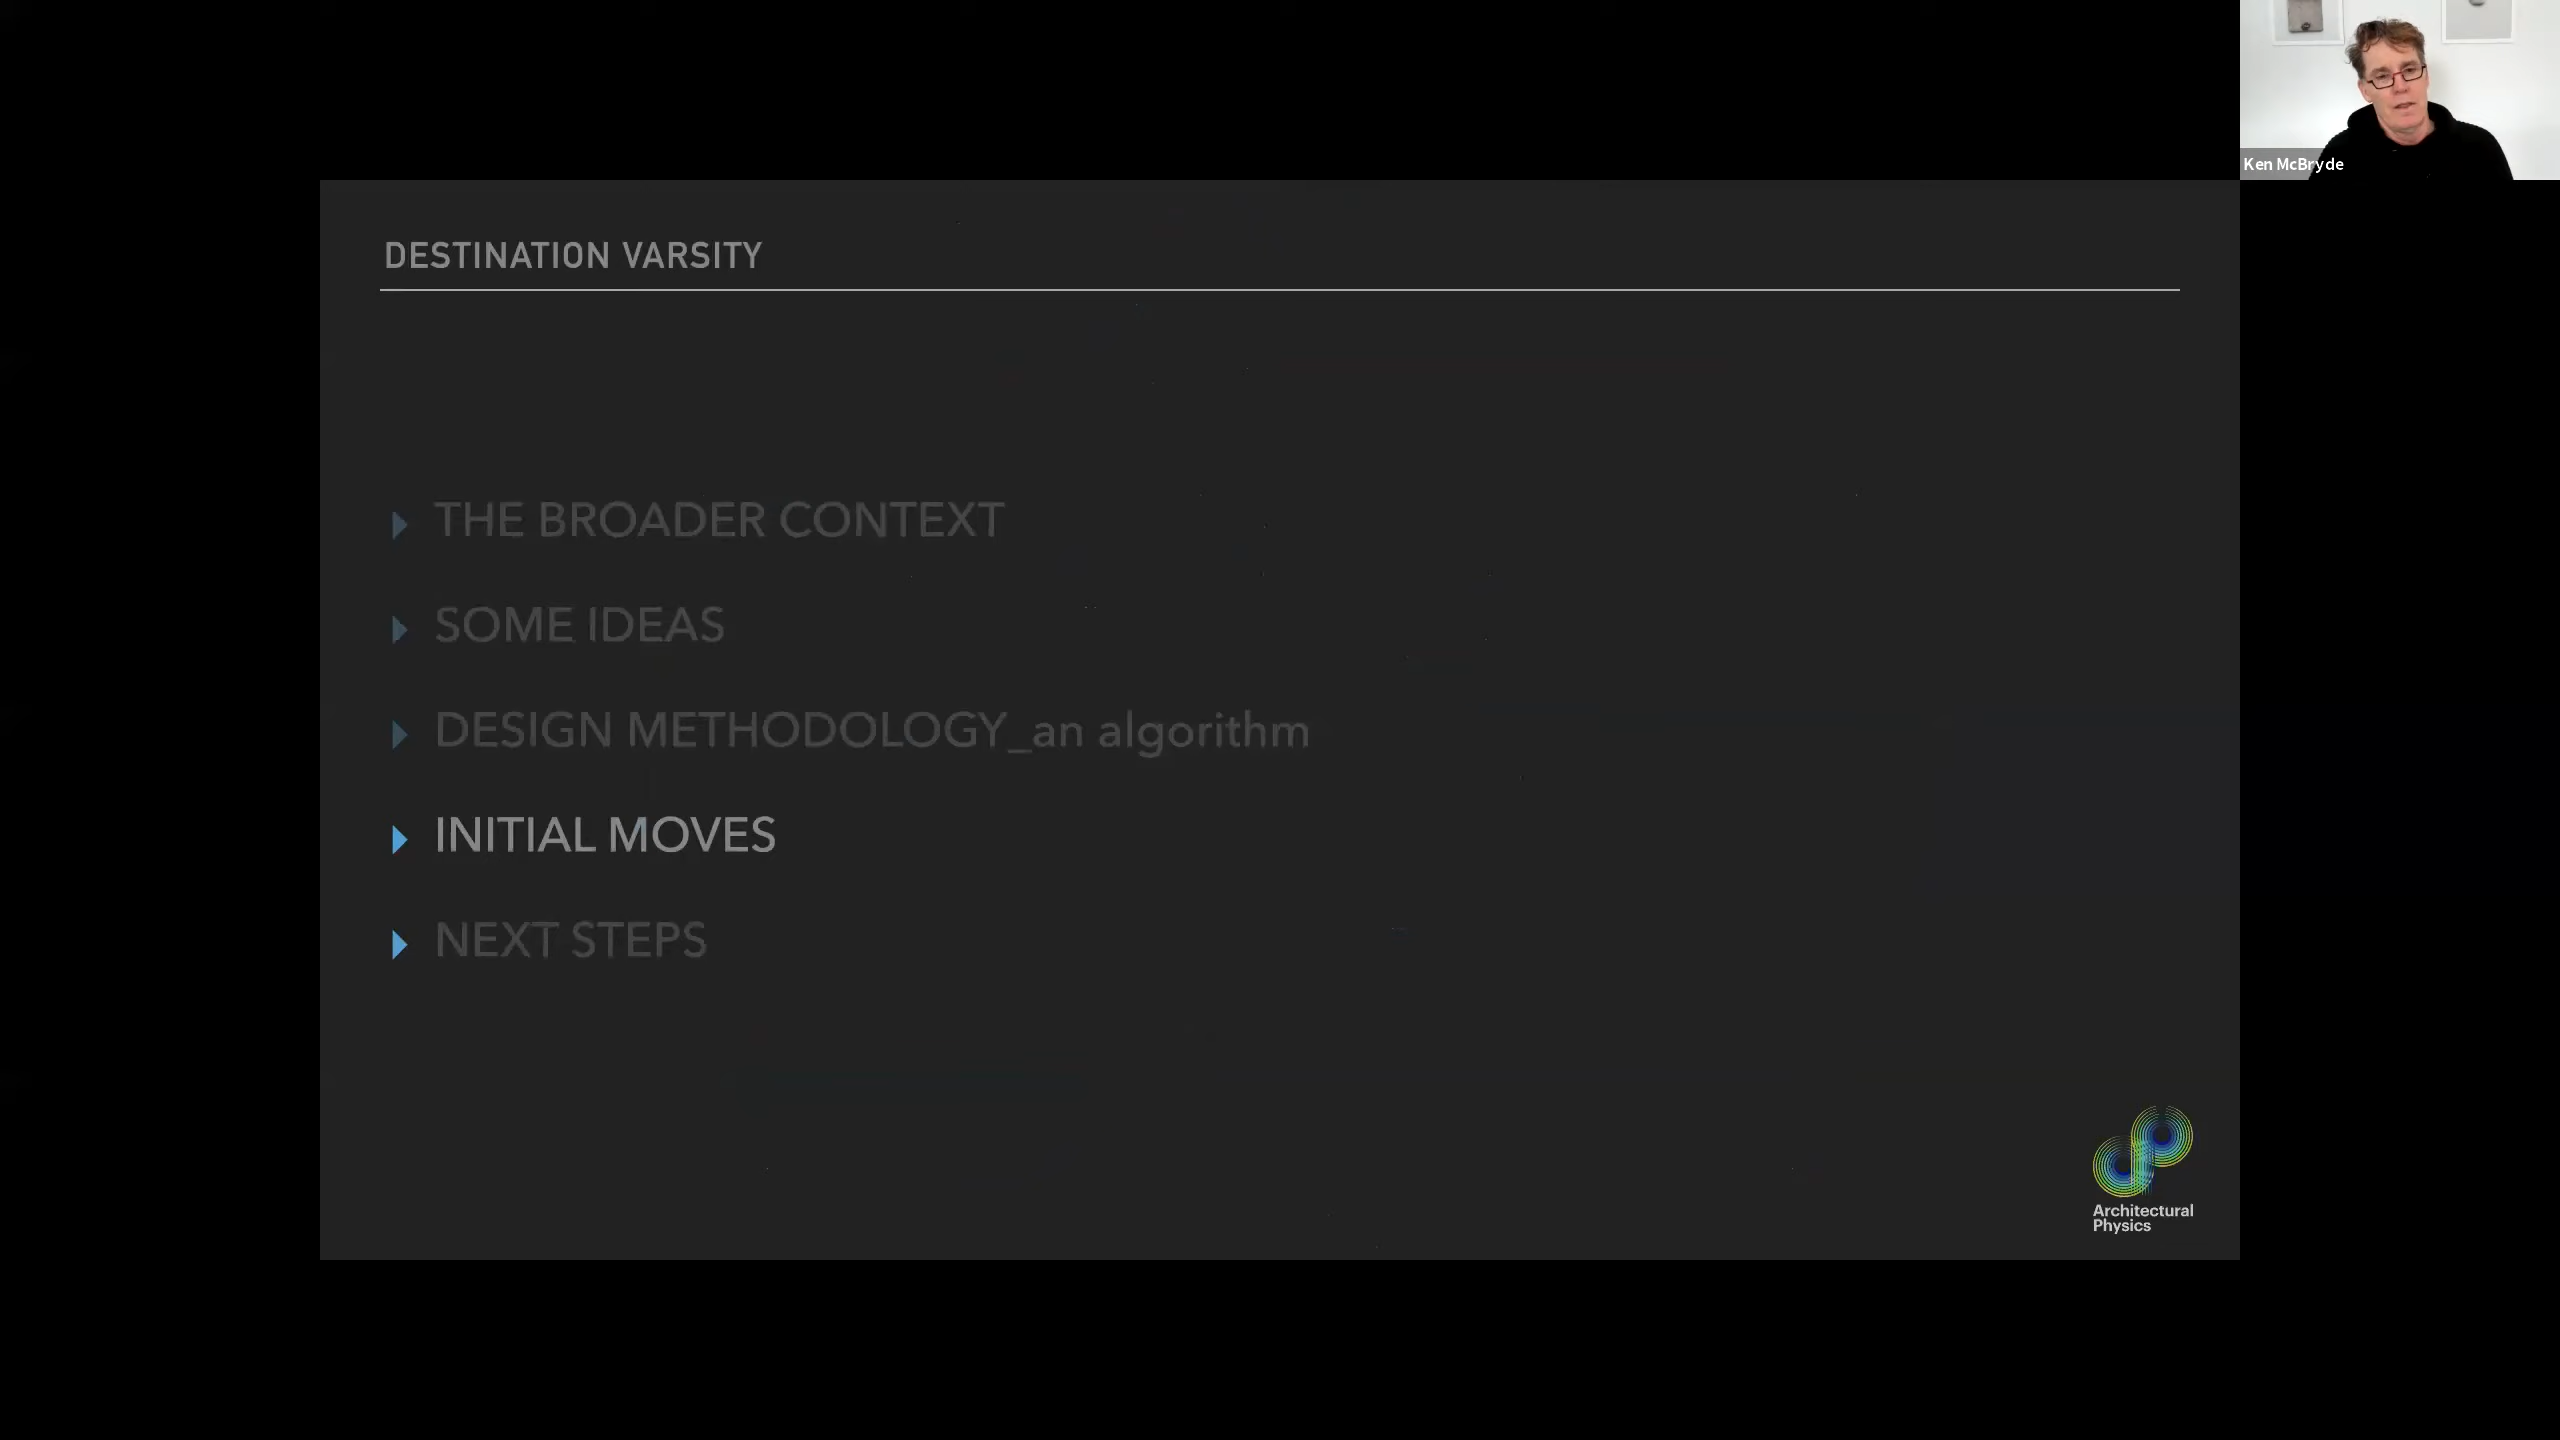 Ken McBryde
DESTINATION VARSITY
THE BROADER CONTEXT
SOME IDEAS
DESIGN METHODOLOGY_an algorithm
INITIAL MOVES
NEXT STEPS
Architectural
Physics